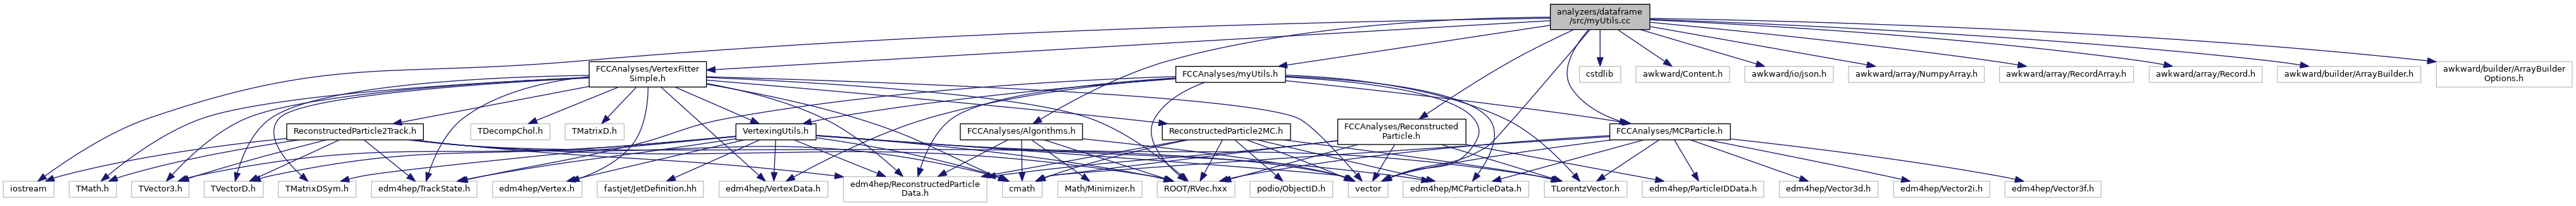 analyzers/dataframe
/src/myUtils.cc
FCCAnalyses/VertexFitter
Simple.h
FCCAnalyses/myUtils.h
cstdlib
awkward/Content.h
awkward/io/json.h
awkward/array/NumpyArray.h
awkward/array/RecordArray.h
awkward/array/Record.h
awkward/builder/ArrayBuilder.h
awkward/builder/ArrayBuilder
Options.h
ReconstructedParticle2Track.h
TDecompChol.h
TMatrixD.h
VertexingUtils.h
FCCAnalyses/Algorithms.h
ReconstructedParticle2MC.h
FCCAnalyses/Reconstructed
Particle.h
FCCAnalyses/MCParticle.h
iostream
TMath.h
TVector3.h
TVectorD.h
TMatrixDSym.h
edm4hep/TrackState.h
edm4hep/Vertex.h
fastjet/JetDefinition.hh
edm4hep/VertexData.h
edm4hep/ReconstructedParticle
Data.h
cmath
Math/Minimizer.h
ROOT/RVec.hxx
podio/ObjectID.h
vector
edm4hep/MCParticleData.h
TLorentzVector.h
edm4hep/ParticleIDData.h
edm4hep/Vector3d.h
edm4hep/Vector2i.h
edm4hep/Vector3f.h